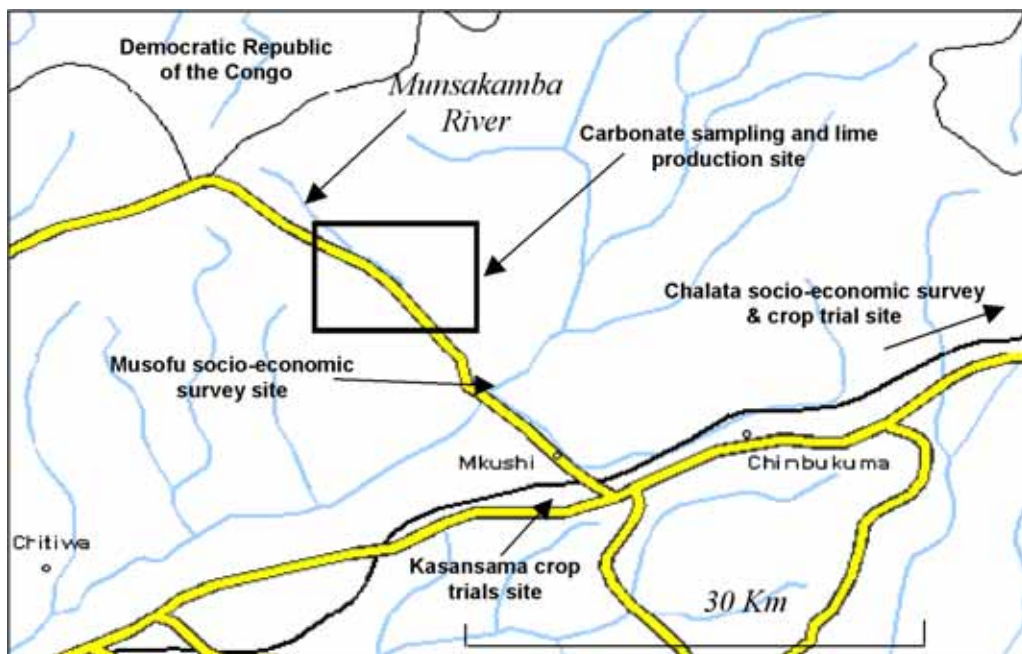 Democratic Republic
of the Congo
Munsakamba
River
Carbonate sampling and lime
production site
Chalata socio-economic survey
& crop trial site
Musofu socio-economic
survey site
Mkushi
Chinbukuma
Chitiwa
Kasansama crop
trials site
30 Km